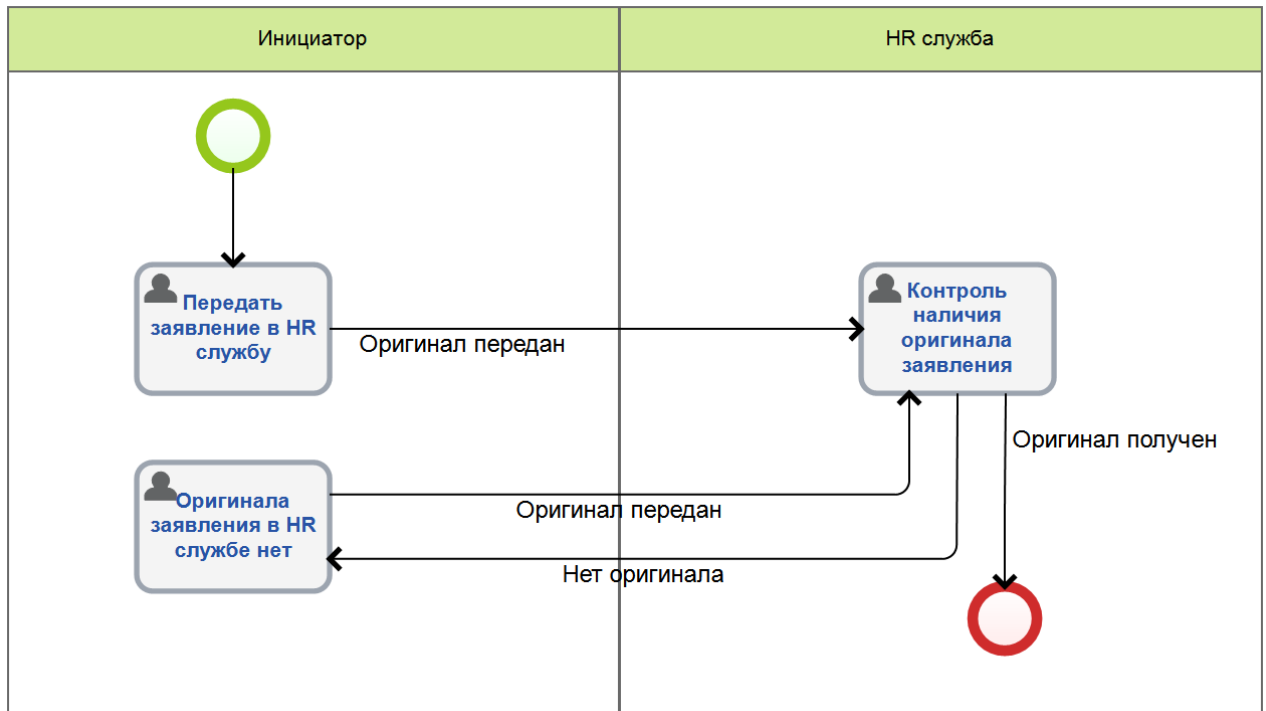 Инициатор
HR служба
Передать
заявление в HR
службу
Оригинал передан
Контроль
наличия
оригинала
заявления
Оригинал получен
Оригинала
заявления в HR
службе нет
Оригинал передан
Нет оригинала